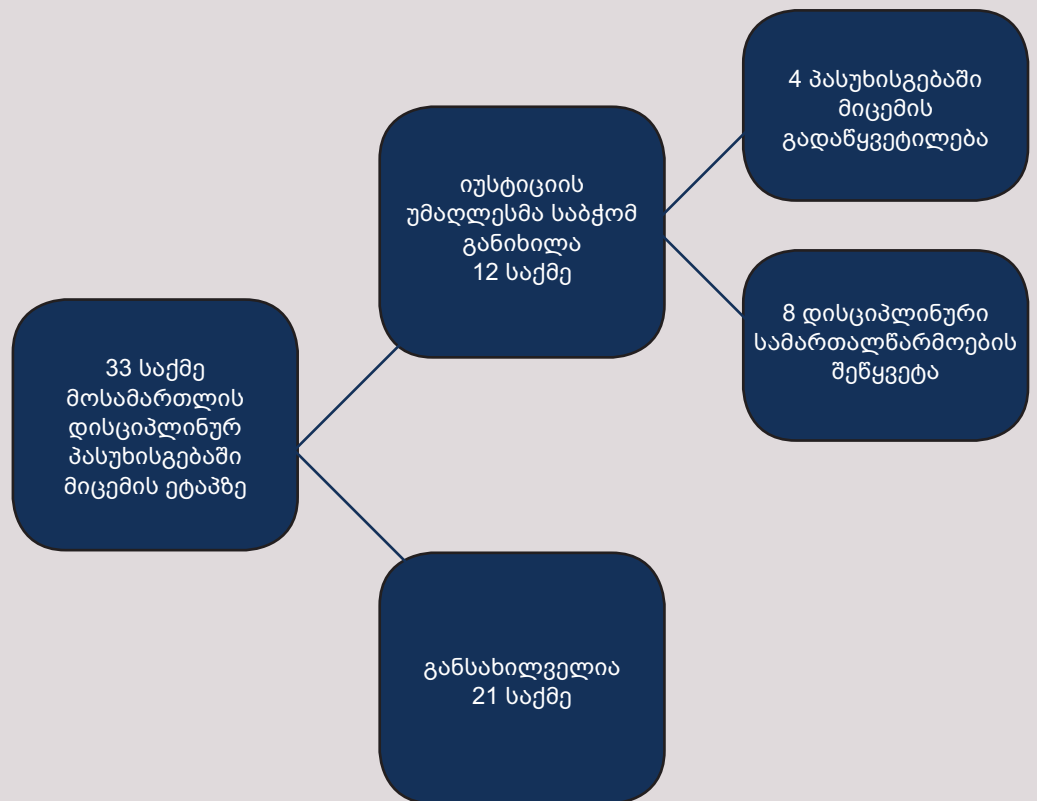 33 საქმე
მოსამართლის
დისციპლინურ
პასუხისგებაში
მიცემის ეტაპზე
იუსტიციის
უმაღლესმა საბჭომ
განიხილა
12 საქმე
4 პასუხისგებაში
მიცემის
გადაწყვეტილება
8 დისციპლინური
სამართალწარმოების
შეწყვეტა
განსახილველია
21 საქმე